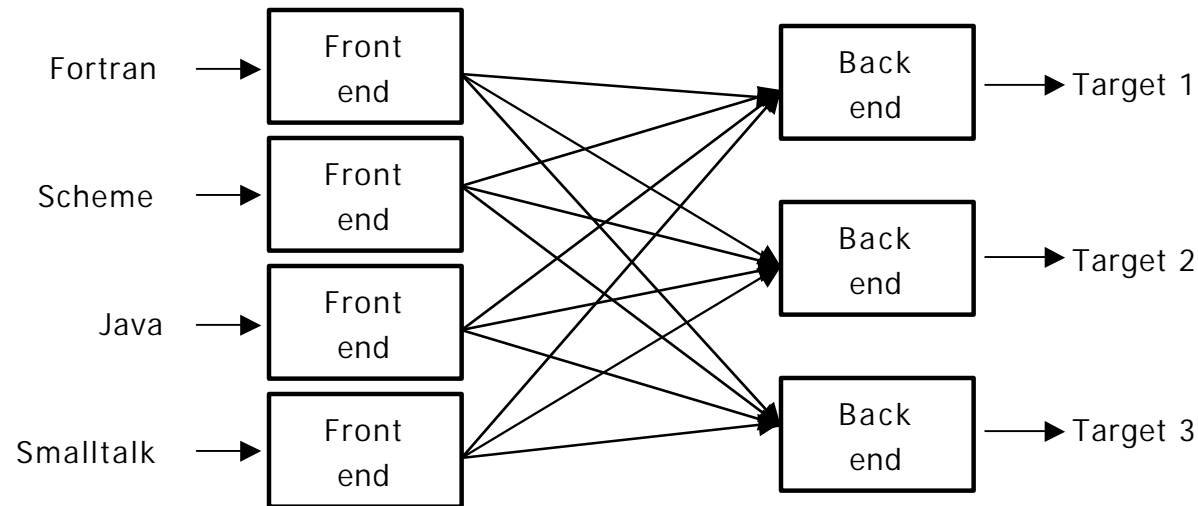 Fortran
Front
end
Back
end
Target 1
Scheme
Front
end
Back
end
Target 2
Java
Front
end
Smalltalk
Front
end
Back
end
Target 3